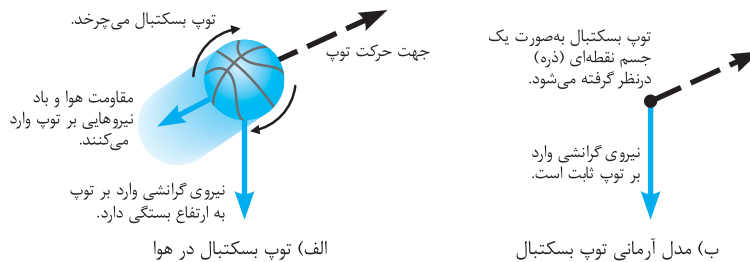 توپ بسکتبال می‌چرخد.
جهت حرکت توپ
مقاومت هوا و باد
نیروهایی بر توپ وارد
می‌کنند.
نیروی گرانشی وارد بر توپ
به ارتفاع بستگی دارد.
الف) توپ بسکتبال در هوا
توپ بسکتبال به‌صورت یک
جسم نقطه‌ای (ذره)
درنظر گرفته می‌شود.
نیروی گرانشی وارد
بر توپ ثابت است.
ب) مدل آرمانی توپ بسکتبال